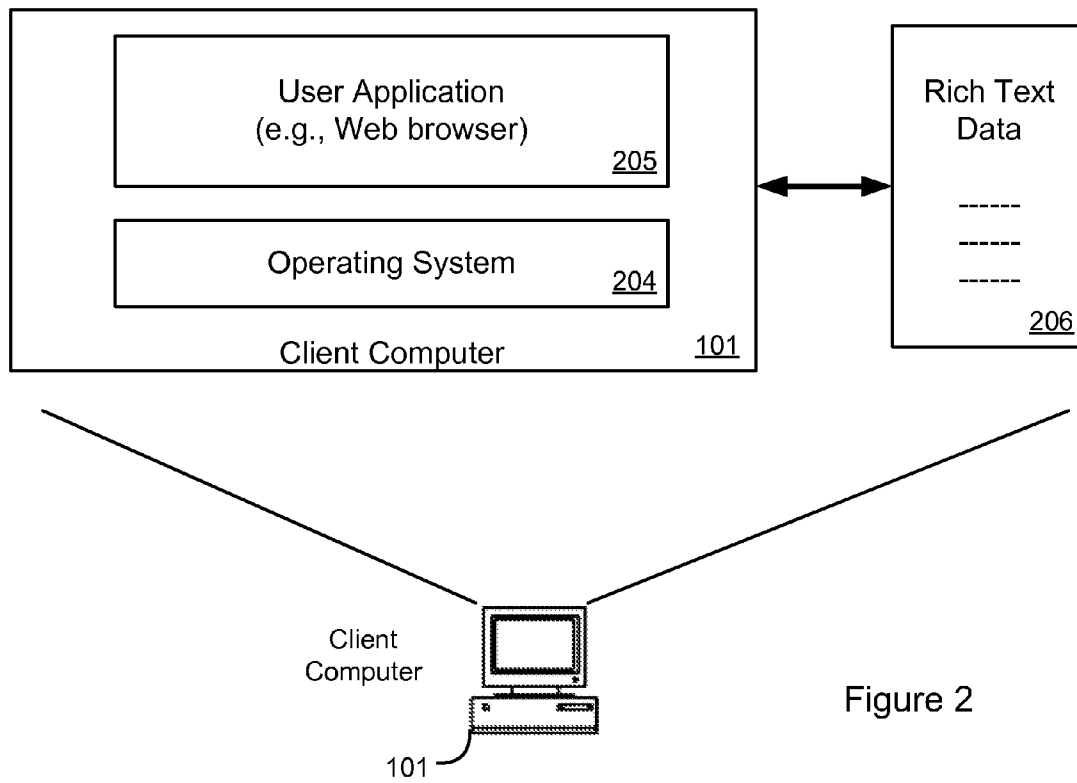 User Application
(e.g., Web browser)
205
Operating System
204
Client Computer
101
Rich Text
Data
------
------
------
206
Client
Computer
101
Figure 2